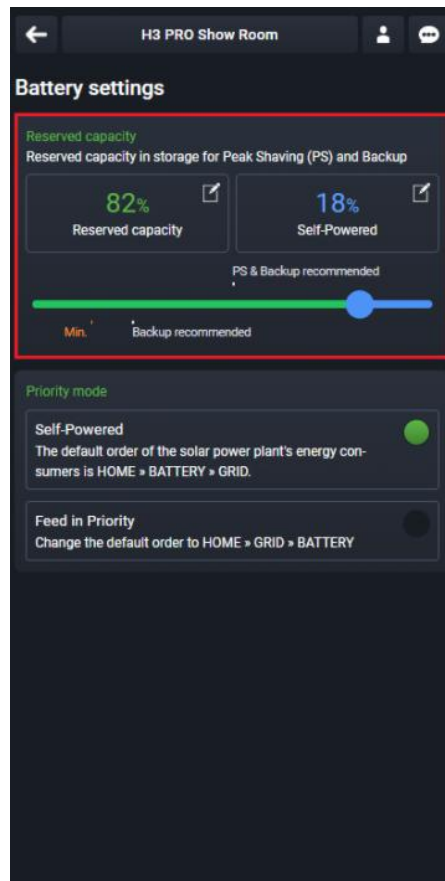 H3 PRO Show Room
Battery settings
Reserved capacity
Reserved capacity in storage for Peak Shaving (PS) and Backup
82%
Reserved capacity
18%
Self-Powered
PS & Backup recommended
Min.
Backup recommended
Priority mode
Self-Powered
The default order of the solar power plant's energy con-
sumers is HOME » BATTERY » GRID.
Feed in Priority
Change the default order to HOME » GRID » BATTERY